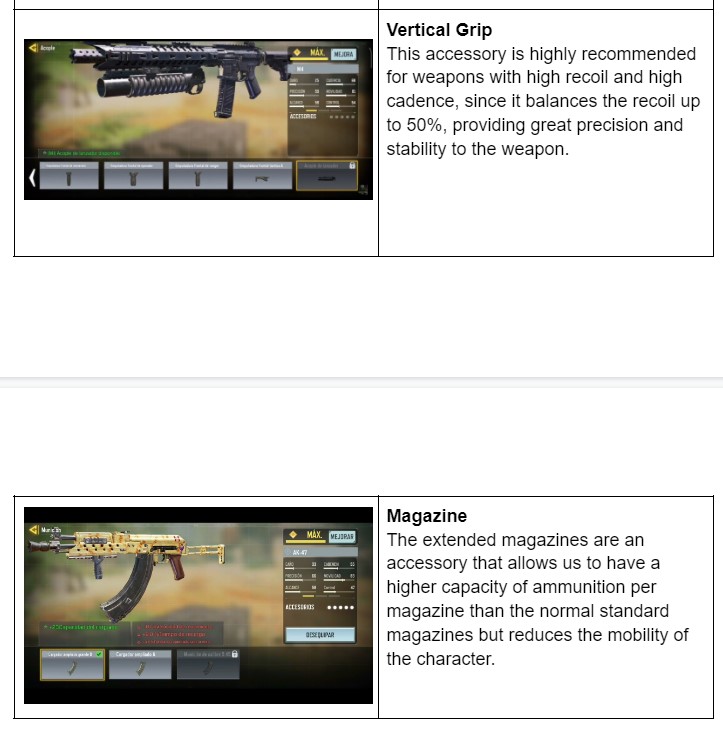 Acople
MÁX.
MEJORA
M4
ACCESORIOS
Vertical Grip
This accessory is highly recommended
for weapons with high recoil and high
cadence, since it balances the recoil up
to 50%, providing great precision and
stability to the weapon.
Munición
MÁX.
MEJORAR
AK-47
ACCESORIOS
DESEQUIPAR
Magazine
The extended magazines are an
accessory that allows us to have a
higher capacity of ammunition per
magazine than the normal standard
magazines but reduces the mobility of
the character.